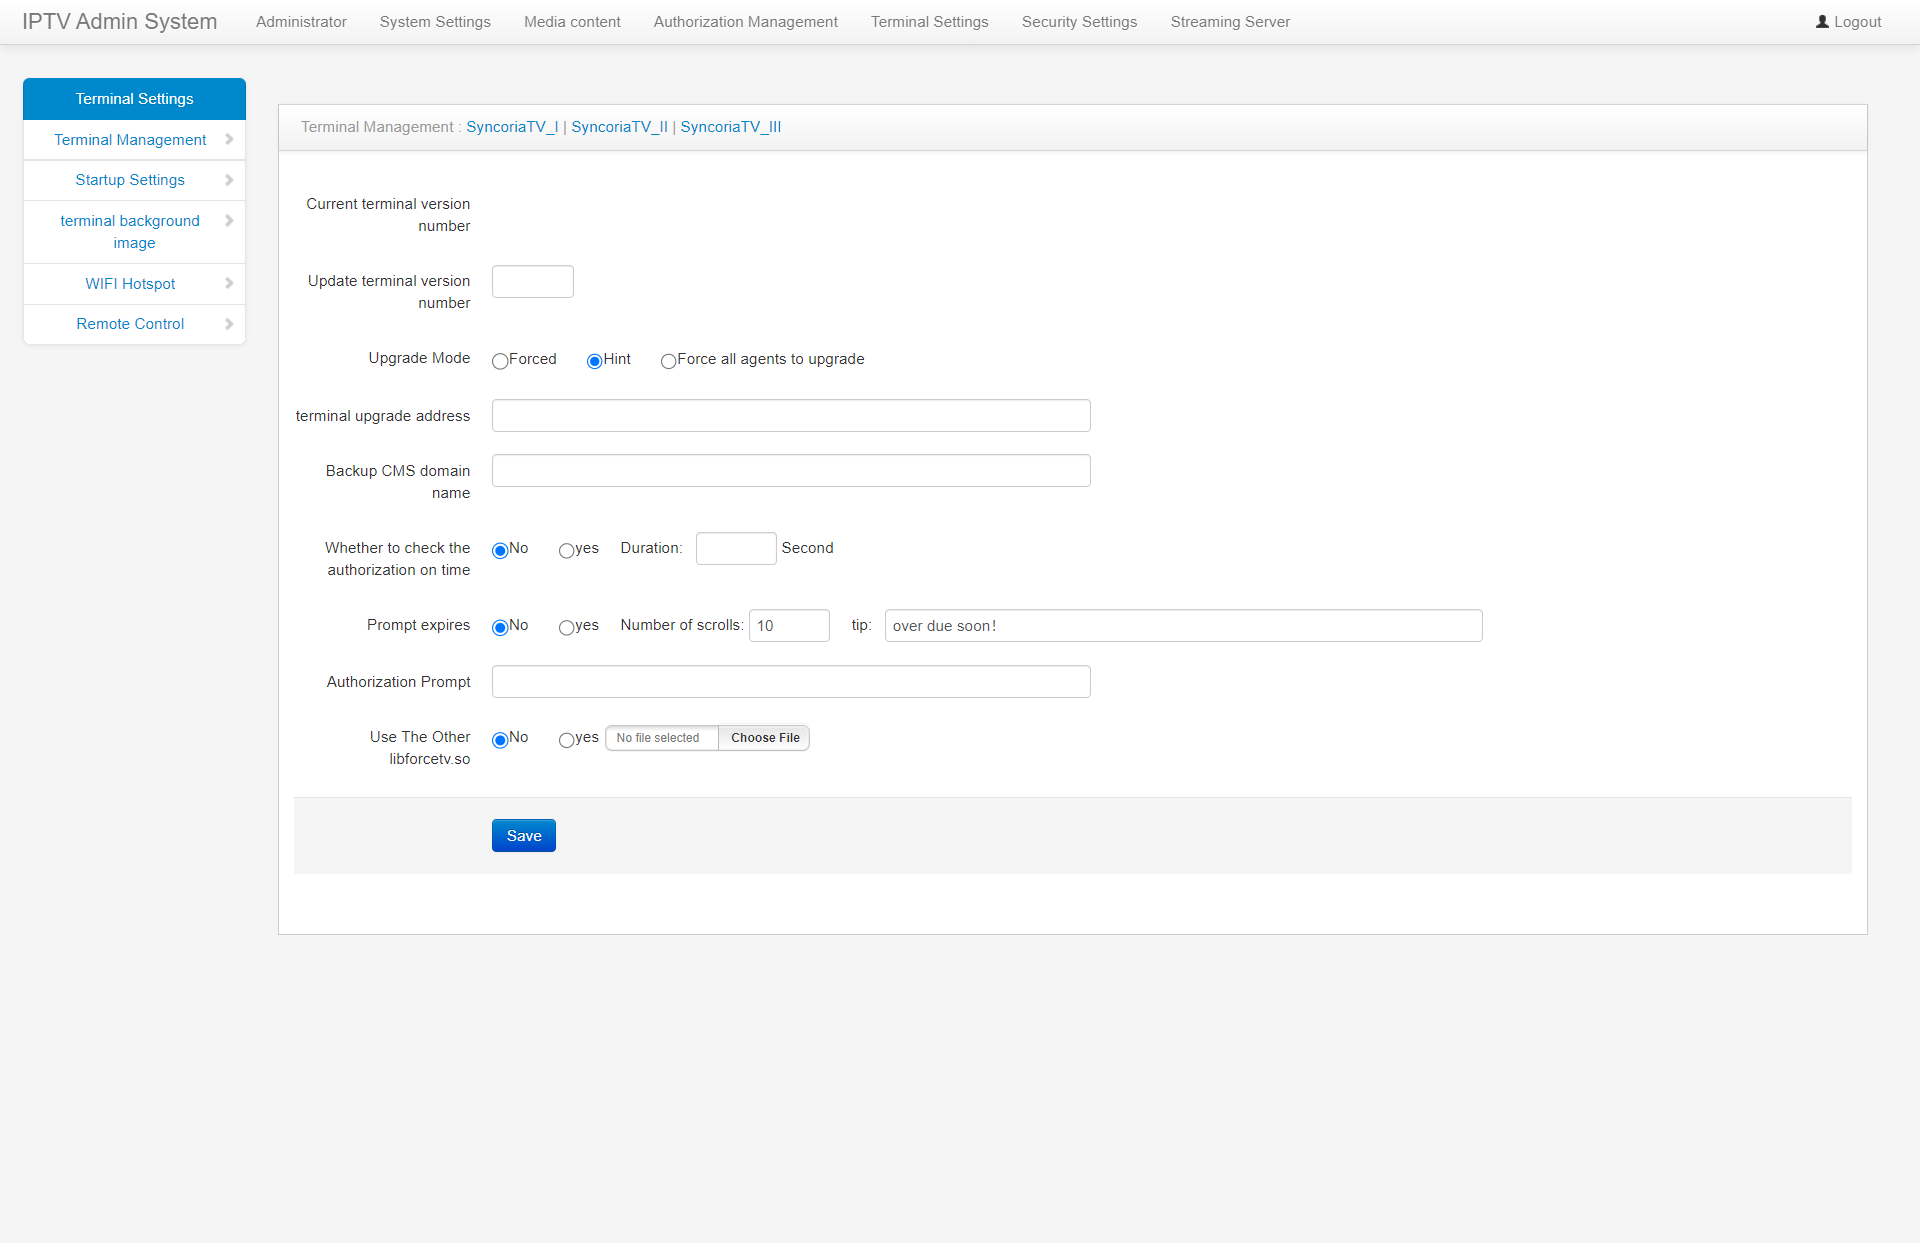 IPTV Admin System Administrator System Settings Media content Authorization Management Terminal Settings Security Settings Streaming Server Logout
Terminal Settings
Terminal Management
Startup Settings
terminal background
image
WIFI Hotspot
Remote Control
Terminal Management : SyncoriaTV_I | SyncoriaTV_II | SyncoriaTV_III
Current terminal version
number
Update terminal version
number
Upgrade Mode Forced Hint Force all agents to upgrade
terminal upgrade address
Backup CMS domain
name
Whether to check the
authorization on time
No yes Duration: Second
Prompt expires No yes Number of scrolls: 10 tip: over due soon!
Authorization Prompt
Use The Other
libforcetv.so
No yes No file selected Choose File
Save